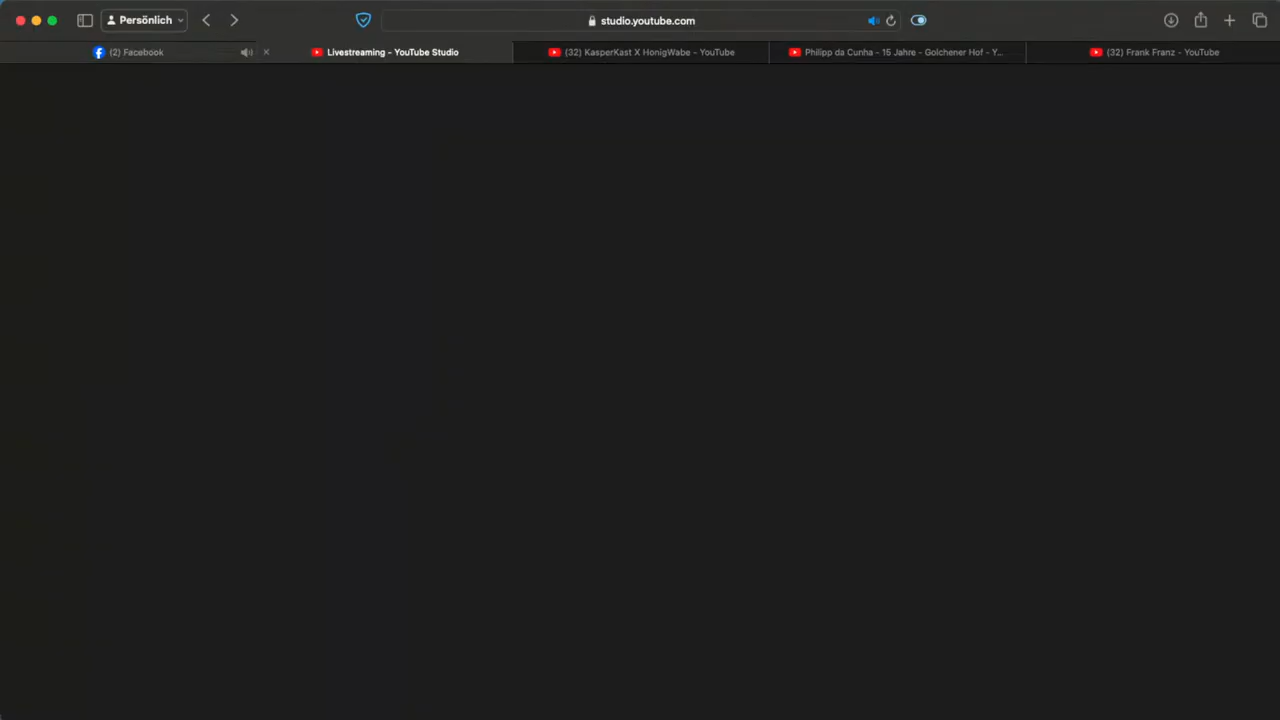 Persönlich
studio.youtube.com
(2) Facebook
Livestreaming - YouTube Studio
(32) KasperKast X HonigWabe - YouTube
Philipp da Cunha - 15 Jahre - Golchener Hof - Y...
(32) Frank Franz - YouTube